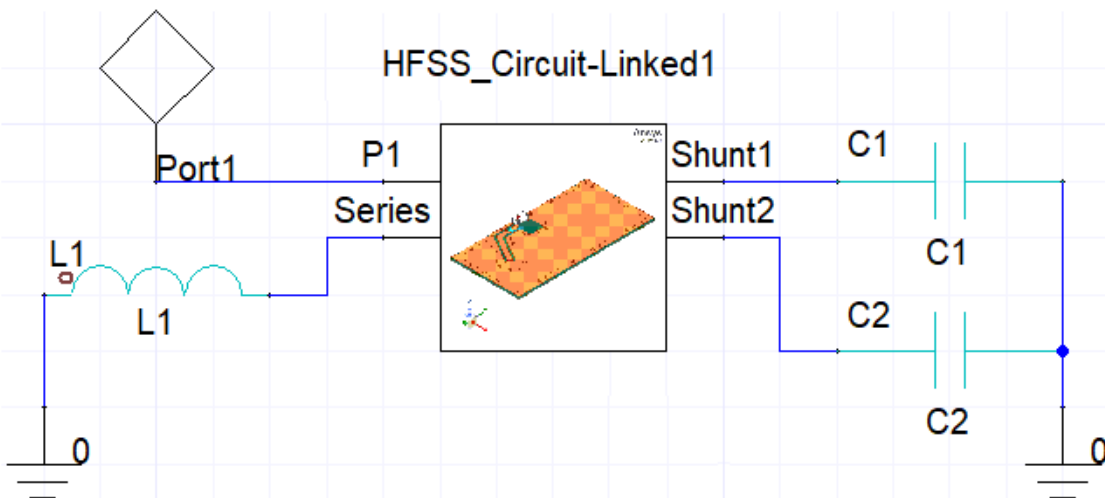 HFSS_Circuit-Linked1
Port1
P1
Series
Shunt1
Shunt2
C1
C1
L1
L1
C2
C2
0
0